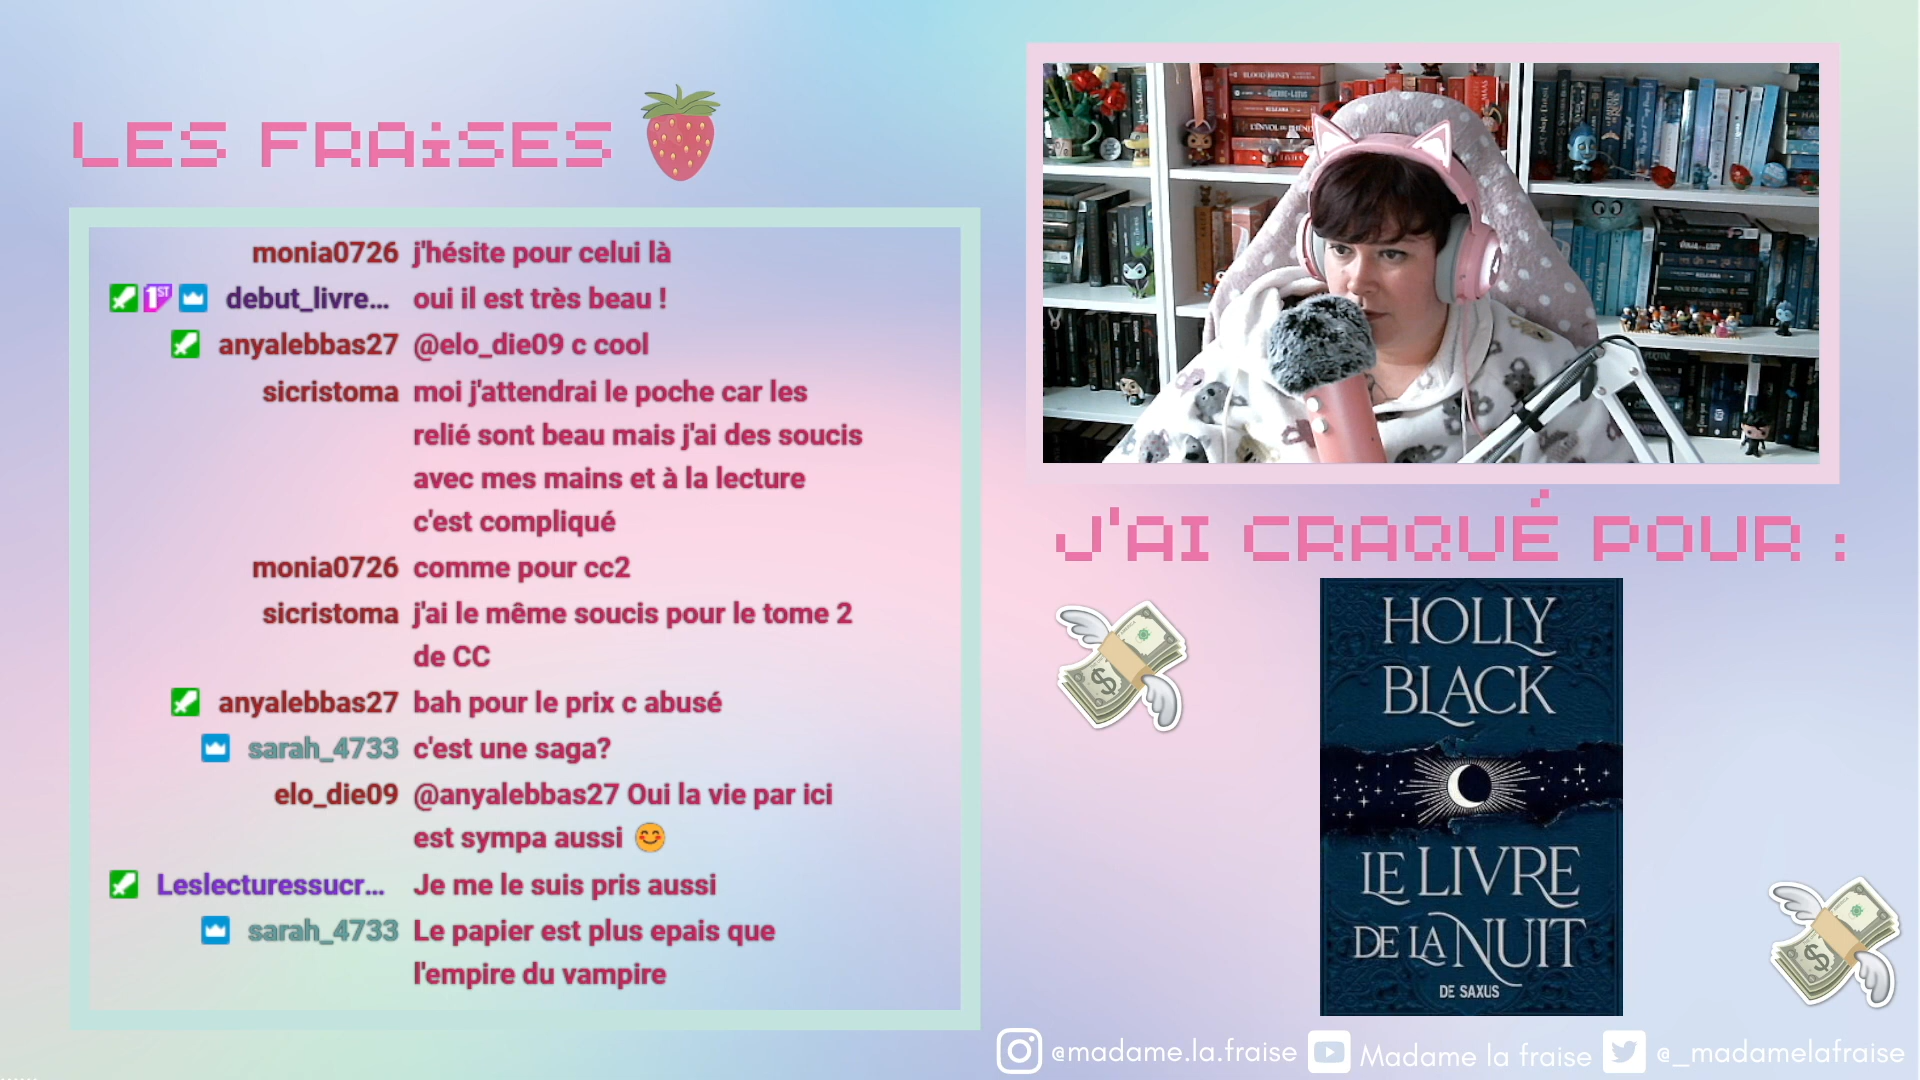 LES FRAiSES
monia0726 j'hésite pour celui là
1ST debut_livre... oui il est très beau !
anyalebbas27 @elo_die09 c cool
sicristoma moi j'attendrai le poche car les
relié sont beau mais j'ai des soucis
avec mes mains et à la lecture
c'est compliqué
monia0726 comme pour cc2
sicristoma j'ai le même soucis pour le tome 2
de CC
anyalebbas27 bah pour le prix c abusé
sarah_4733 c'est une saga?
elo_die09 @anyalebbas27 Oui la vie par ici
est sympa aussi 😊
Leslecturessucr... Je me le suis pris aussi
sarah_4733 Le papier est plus epais que
l'empire du vampire
BLOOD HONEY
J'AI CRAQUÉ POUR :
HOLLY
BLACK
LE LIVRE
DE LA NUIT
DE SAXUS
@madame.la.fraise Madame la fraise @_madamelafraise